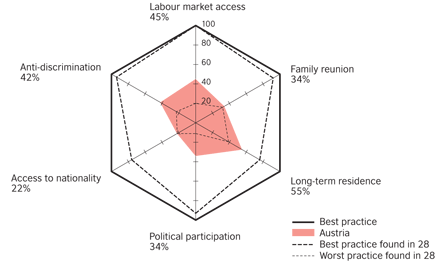 Labour market access
45%
100
80
60
40
20
Anti-discrimination
42%
Family reunion
34%
Access to nationality
22%
Long-term residence
55%
Political participation
34%
Best practice
Austria
Best practice found in 28
Worst practice found in 28